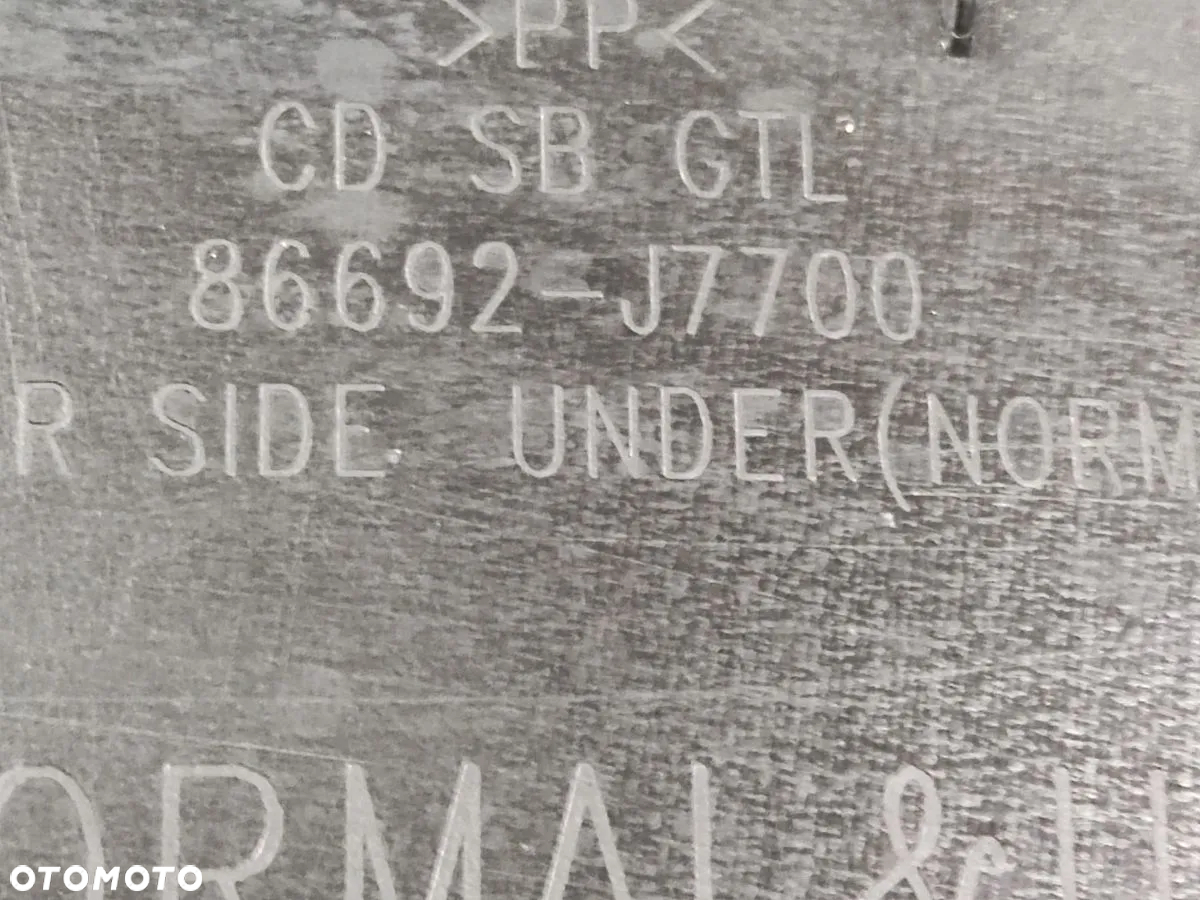 >PP<
CD SB GTL
86692-J7700
R SIDE UNDER(NORM
ORMAL &
OTOMOTO